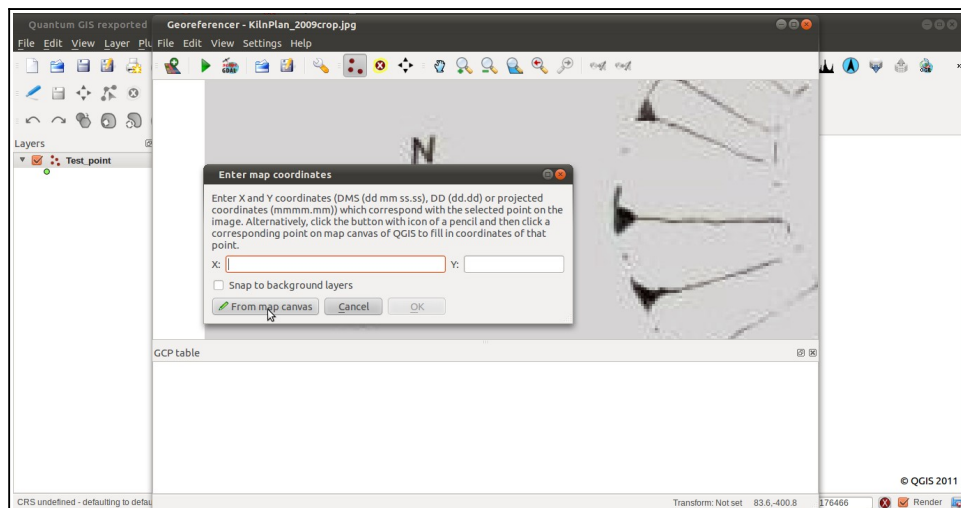 Quantum GIS rexported
Georeferencer - KilnPlan_2009crop.jpg
File Edit View Layer Plu
File Edit View Settings Help
GDAL
Layers
Test_point
N
Enter map coordinates
Enter X and Y coordinates (DMS (dd mm ss.ss), DD (dd.dd) or projected
coordinates (mmmm.mm)) which correspond with the selected point on the
image. Alternatively, click the button with icon of a pencil and then click a
corresponding point on map canvas of QGIS to fill in coordinates of that
point.
X: Y:
Snap to background layers
From map canvas Cancel OK
GCP table
© QGIS 2011
CRS undefined - defaulting to defau
Transform: Not set 83.6,-400.8
176466
Render